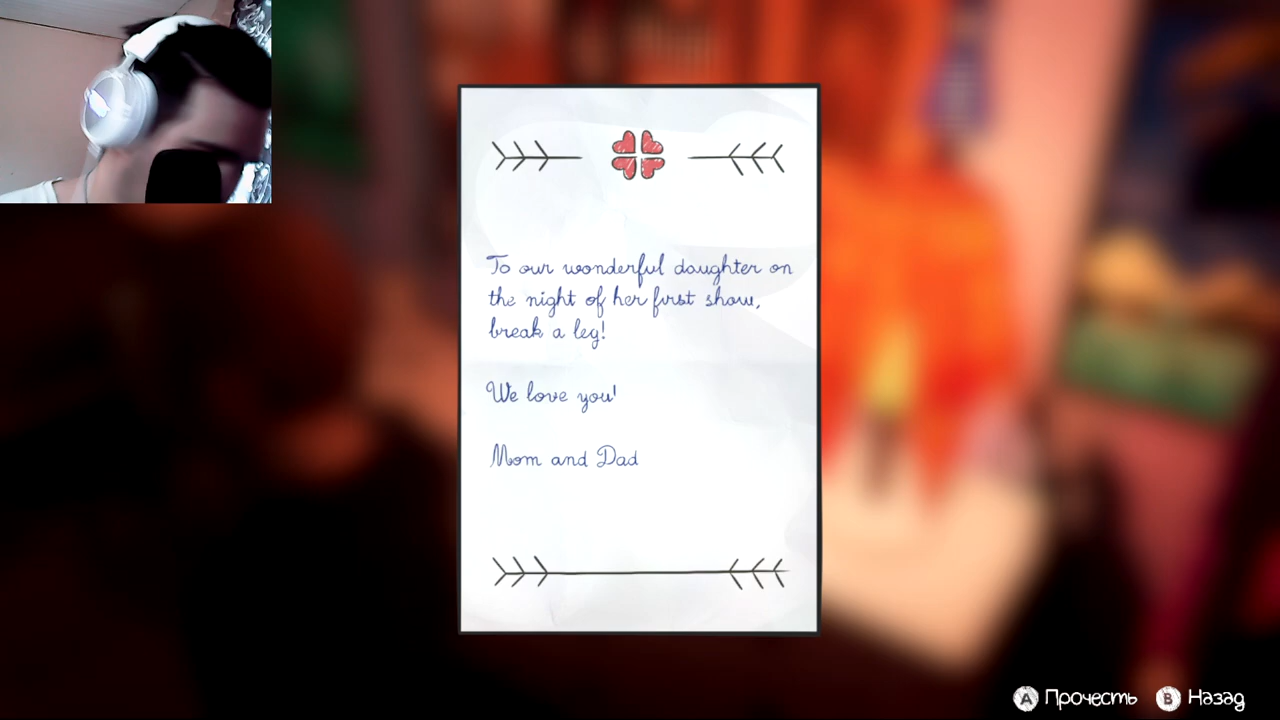 To our wonderful daughter on
the night of her first show,
break a leg!
We love you!
Mom and Dad
A Прочесть B Назад